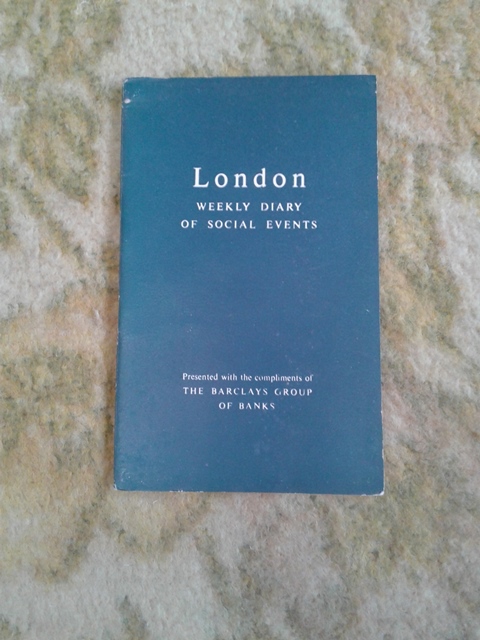 London
WEEKLY DIARY
OF SOCIAL EVENTS
Presented with the compliments of
THE BARCLAYS GROUP
OF BANKS